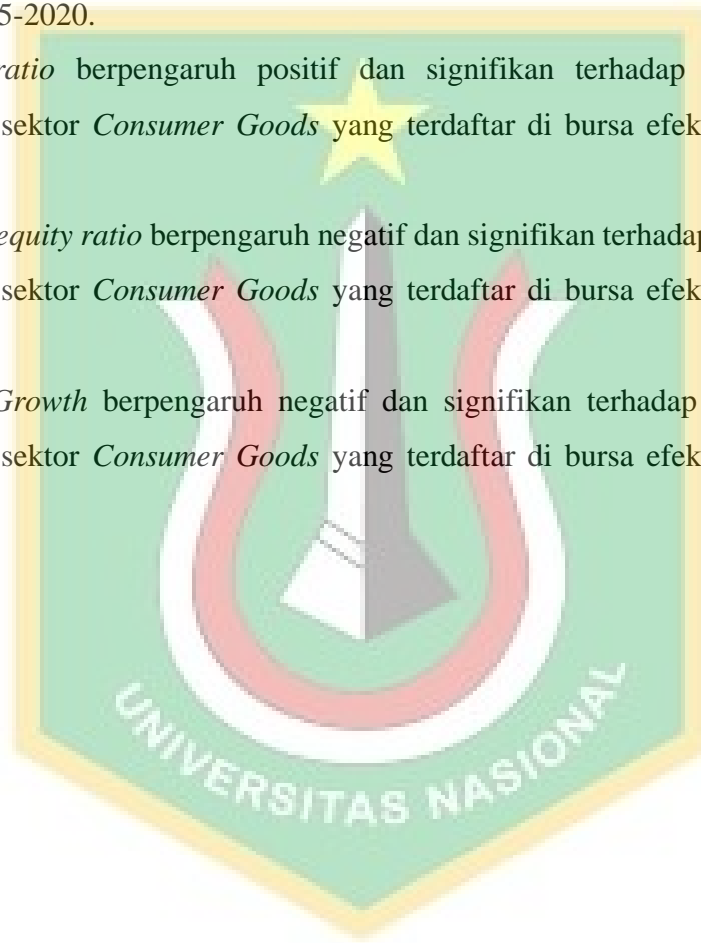 5-2020.
ratio berpengaruh positif dan signifikan terhadap
sektor Consumer Goods yang terdaftar di bursa efek
equity ratio berpengaruh negatif dan signifikan terhadap
sektor Consumer Goods yang terdaftar di bursa efek
Growth berpengaruh negatif dan signifikan terhadap
sektor Consumer Goods yang terdaftar di bursa efek
UNIVERSITAS NASIONAL